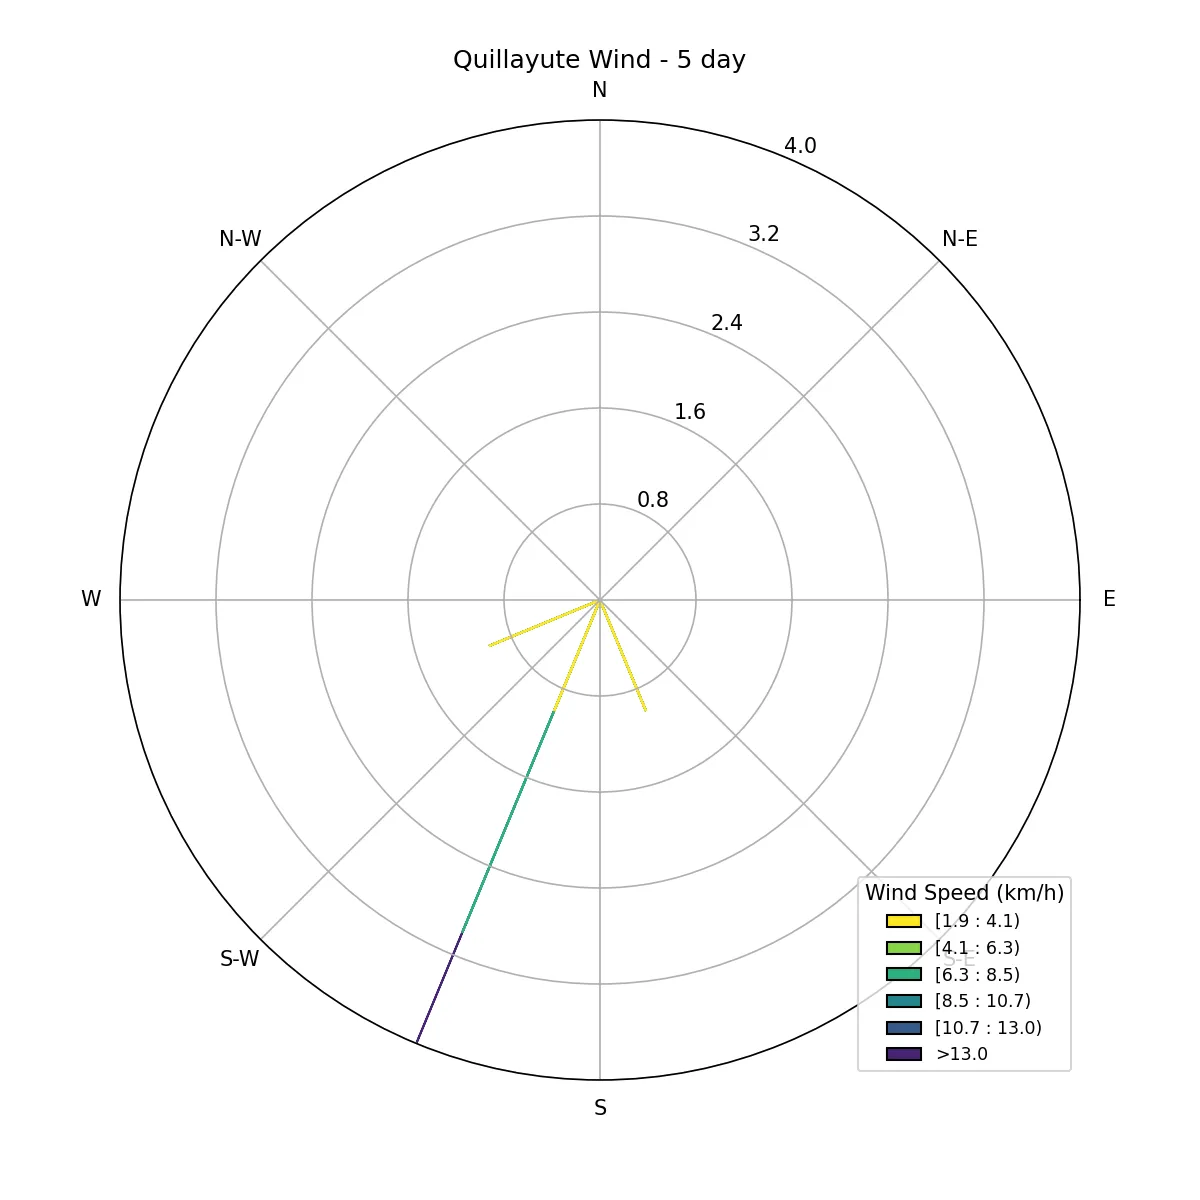 Quillayute Wind - 5 day
N
4.0
N-W
3.2
N-E
2.4
1.6
0.8
W
E
Wind Speed (km/h)
[1.9 : 4.1)
[4.1 : 6.3)
S-W
S-E
[6.3 : 8.5)
[8.5 : 10.7)
[10.7 : 13.0)
>13.0
S